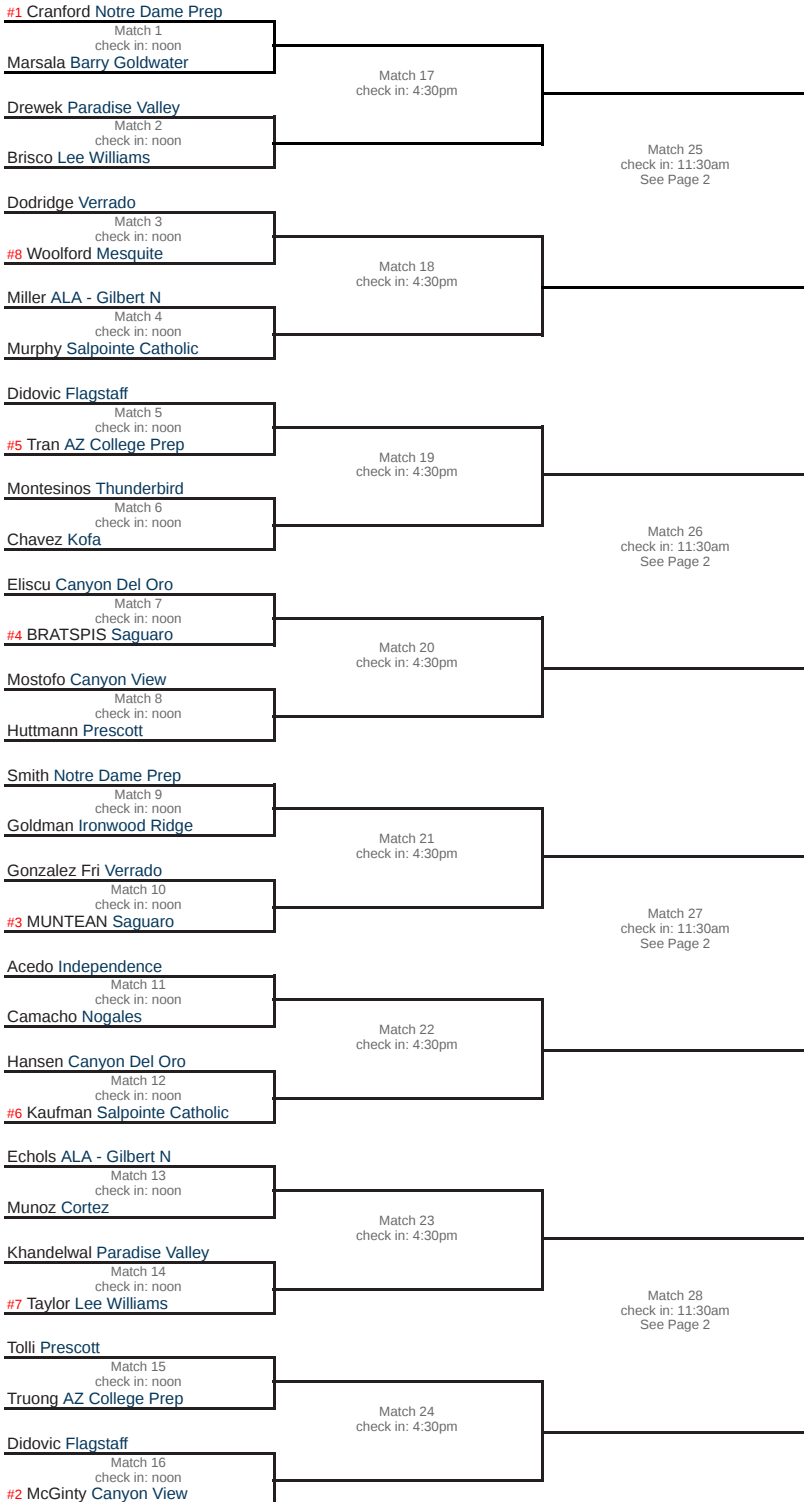 #1 Cranford Notre Dame Prep
Match 1
check in: noon
Marsala Barry Goldwater
Match 17
check in: 4:30pm
Drewek Paradise Valley
Match 2
check in: noon
Brisco Lee Williams
Match 25
check in: 11:30am
See Page 2
Dodridge Verrado
Match 3
check in: noon
#8 Woolford Mesquite
Match 18
check in: 4:30pm
Miller ALA - Gilbert N
Match 4
check in: noon
Murphy Salpointe Catholic
Didovic Flagstaff
Match 5
check in: noon
#5 Tran AZ College Prep
Match 19
check in: 4:30pm
Montesinos Thunderbird
Match 6
check in: noon
Chavez Kofa
Match 26
check in: 11:30am
See Page 2
Eliscu Canyon Del Oro
Match 7
check in: noon
#4 BRATSPIS Saguaro
Match 20
check in: 4:30pm
Mostofo Canyon View
Match 8
check in: noon
Huttmann Prescott
Smith Notre Dame Prep
Match 9
check in: noon
Goldman Ironwood Ridge
Match 21
check in: 4:30pm
Gonzalez Fri Verrado
Match 10
check in: noon
#3 MUNTEAN Saguaro
Match 27
check in: 11:30am
See Page 2
Acedo Independence
Match 11
check in: noon
Camacho Nogales
Match 22
check in: 4:30pm
Hansen Canyon Del Oro
Match 12
check in: noon
#6 Kaufman Salpointe Catholic
Echols ALA - Gilbert N
Match 13
check in: noon
Munoz Cortez
Match 23
check in: 4:30pm
Khandelwal Paradise Valley
Match 14
check in: noon
#7 Taylor Lee Williams
Match 28
check in: 11:30am
See Page 2
Tolli Prescott
Match 15
check in: noon
Truong AZ College Prep
Match 24
check in: 4:30pm
Didovic Flagstaff
Match 16
check in: noon
#2 McGinty Canyon View